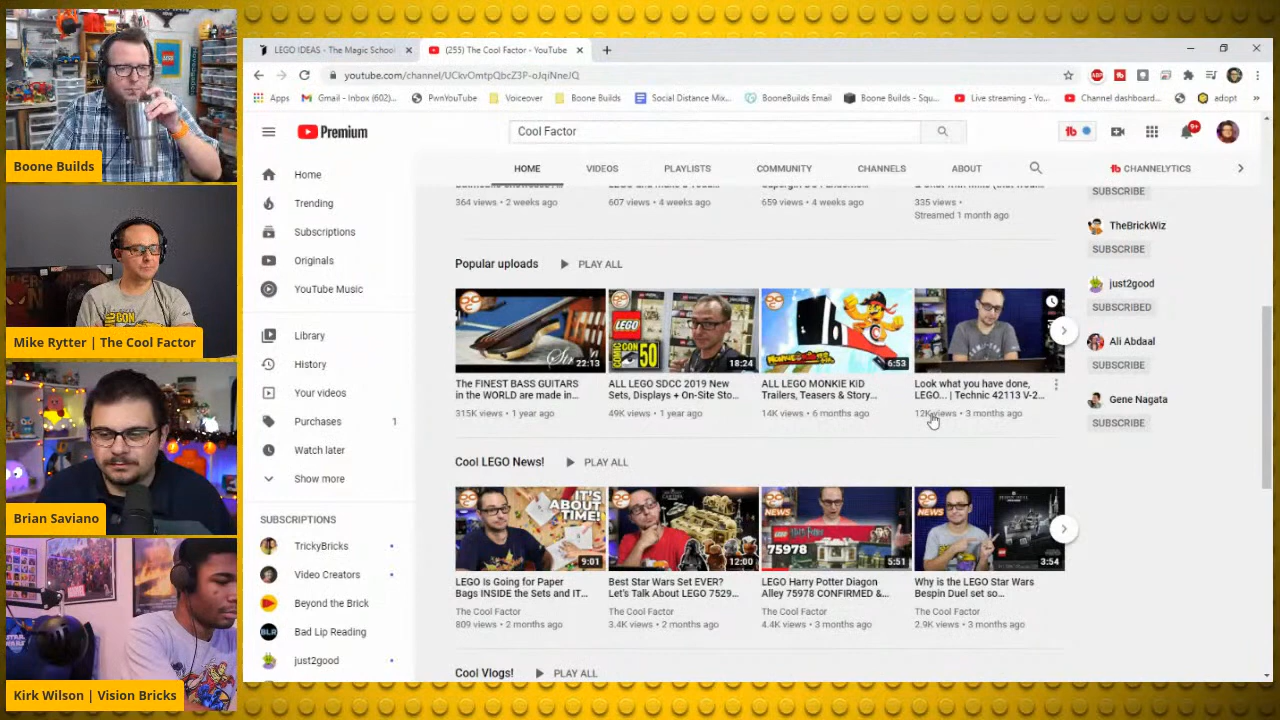 Boone Builds
Mike Rytter | The Cool Factor
Brian Saviano
Kirk Wilson | Vision Bricks
LEGO IDEAS - The Magic School
(255) The Cool Factor - YouTube
youtube.com/channel/UCkvOmtpQbcZ3P-oJqiNneJQ
Apps
Gmail - Inbox (602)...
PwnYouTube
Voiceover
Boone Builds
Social Distance Mix...
BooneBuilds Email
Boone Builds - Squ...
Live streaming - Yo...
Channel dashboard...
adopt
Premium
Cool Factor
9+
HOME
VIDEOS
PLAYLISTS
COMMUNITY
CHANNELS
ABOUT
CHANNELYTICS
Home
Trending
Subscriptions
Originals
YouTube Music
Library
History
Your videos
Purchases 1
Watch later
Show more
SUBSCRIPTIONS
TrickyBricks
Video Creators
Beyond the Brick
Bad Lip Reading
just2good
364 views • 2 weeks ago
607 views • 4 weeks ago
659 views • 4 weeks ago
335 views •
Streamed 1 month ago
Popular uploads PLAY ALL
22:13
The FINEST BASS GUITARS
in the WORLD are made in...
315K views • 1 year ago
LEGO
50
18:24
ALL LEGO SDCC 2019 New
Sets, Displays + On-Site Sto...
49K views • 1 year ago
6:53
ALL LEGO MONKIE KID
Trailers, Teasers & Story...
14K views • 6 months ago
Look what you have done,
LEGO... | Technic 42113 V-2...
12K views • 3 months ago
Cool LEGO News! PLAY ALL
IT'S
ABOUT
TIME!
9:01
LEGO Is Going for Paper
Bags INSIDE the Sets and IT...
The Cool Factor
809 views • 2 months ago
12:00
Best Star Wars Set EVER?
Let's Talk About LEGO 7529...
The Cool Factor
3.4K views • 2 months ago
NEWS
75978
5:51
LEGO Harry Potter Diagon
Alley 75978 CONFIRMED &...
The Cool Factor
4.4K views • 3 months ago
NEWS
3:54
Why is the LEGO Star Wars
Bespin Duel set so...
The Cool Factor
2.9K views • 3 months ago
Cool Vlogs! PLAY ALL
SUBSCRIBE
TheBrickWiz
SUBSCRIBE
just2good
SUBSCRIBED
Ali Abdaal
SUBSCRIBE
Gene Nagata
SUBSCRIBE